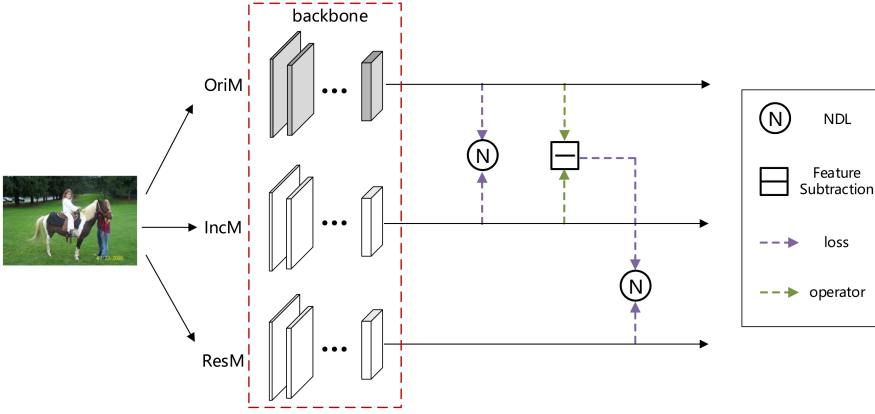 backbone
OriM
IncM
ResM
N
N
N
NDL
Feature
Subtraction
loss
operator